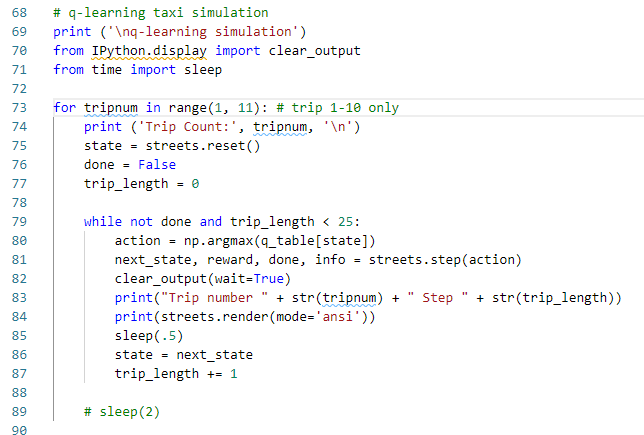 68 # q-learning taxi simulation
69 print ('\nq-learning simulation')
70 from IPython.display import clear_output
71 from time import sleep
72
73 for tripnum in range(1, 11): # trip 1-10 only
74     print ('Trip Count:', tripnum, '\n')
75     state = streets.reset()
76     done = False
77     trip_length = 0
78
79     while not done and trip_length < 25:
80         action = np.argmax(q_table[state])
81         next_state, reward, done, info = streets.step(action)
82         clear_output(wait=True)
83         print("Trip number " + str(tripnum) + " Step " + str(trip_length))
84         print(streets.render(mode='ansi'))
85         sleep(.5)
86         state = next_state
87         trip_length += 1
88
89     # sleep(2)
90